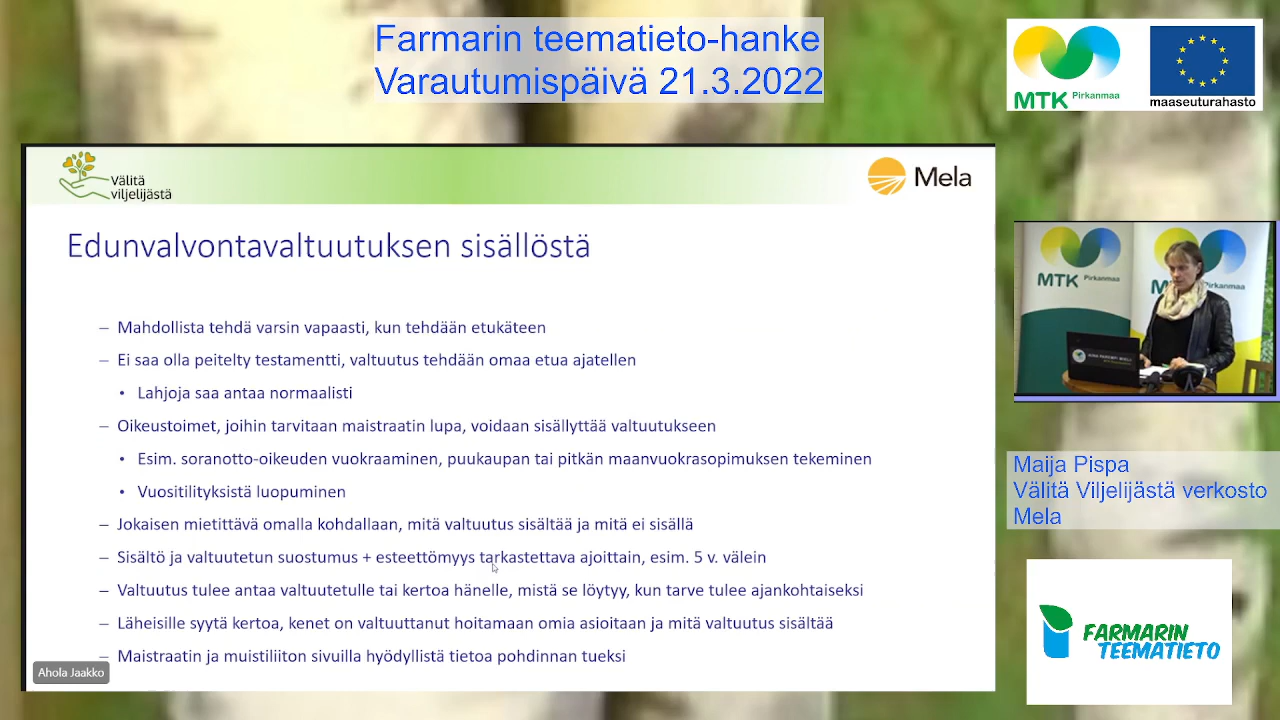 Farmarin teematieto-hanke
Varautumispäivä 21.3.2022
MTK Pirkanmaa
maaseuturahasto
Välitä
viljelijästä
Mela
Edunvalvontavaltuutuksen sisällöstä
– Mahdollista tehdä varsin vapaasti, kun tehdään etukäteen
– Ei saa olla peitelty testamentti, valtuutus tehdään omaa etua ajatellen
• Lahjoja saa antaa normaalisti
– Oikeustoimet, joihin tarvitaan maistraatin lupa, voidaan sisällyttää valtuutukseen
• Esim. soranotto-oikeuden vuokraaminen, puukaupan tai pitkän maanvuokrasopimuksen tekeminen
• Vuositilityksistä luopuminen
– Jokaisen mietittävä omalla kohdallaan, mitä valtuutus sisältää ja mitä ei sisällä
– Sisältö ja valtuutetun suostumus + esteettömyys tarkastettava ajoittain, esim. 5 v. välein
– Valtuutus tulee antaa valtuutetulle tai kertoa hänelle, mistä se löytyy, kun tarve tulee ajankohtaiseksi
– Läheisille syytä kertoa, kenet on valtuuttanut hoitamaan omia asioitaan ja mitä valtuutus sisältää
– Maistraatin ja muistiliiton sivuilla hyödyllistä tietoa pohdinnan tueksi
Ahola Jaakko
MTK Pirkanmaa
MTK Pirkanmaa
Maija Pispa
Välitä Viljelijästä verkosto
Mela
FARMARIN
TEEMATIETO